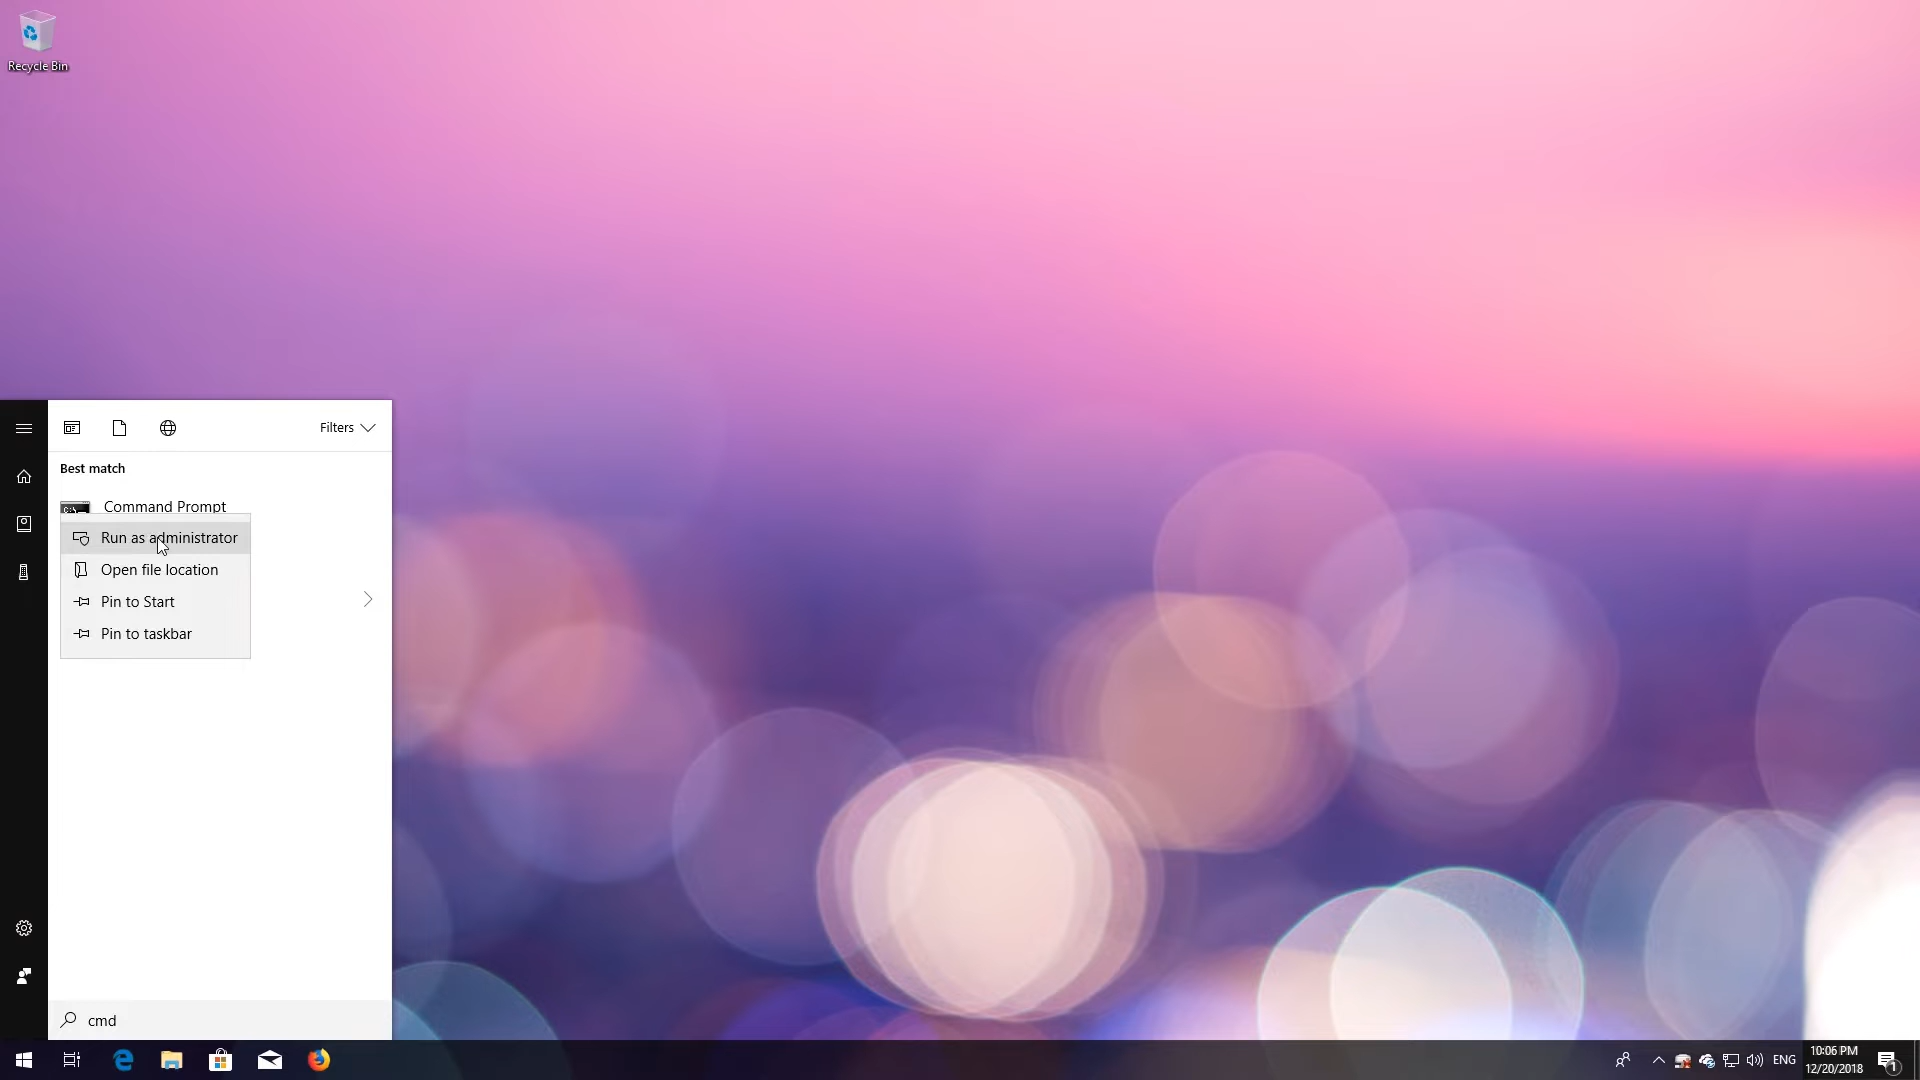 Recycle Bin
Filters
Best match
C:\
Command Prompt
Run as administrator
Open file location
Pin to Start
Pin to taskbar
cmd
ENG
10:06 PM
12/20/2018
1